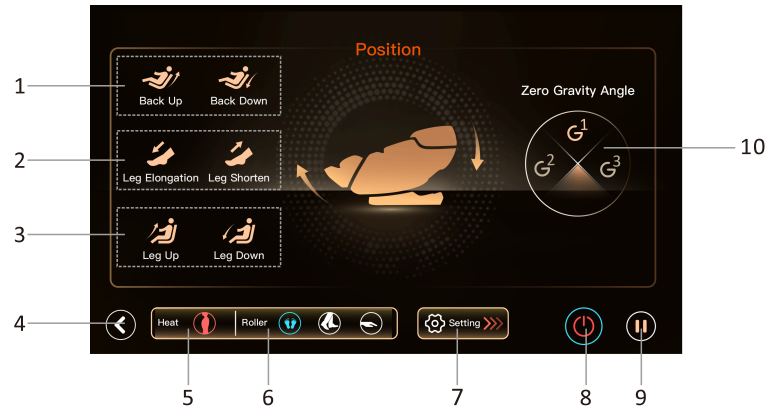 Position
1
Back Up Back Down
Zero Gravity Angle
G1
G2 G3
10
2
Leg Elongation Leg Shorten
3
Leg Up Leg Down
4
Heat Roller Setting
5 6 7 8 9